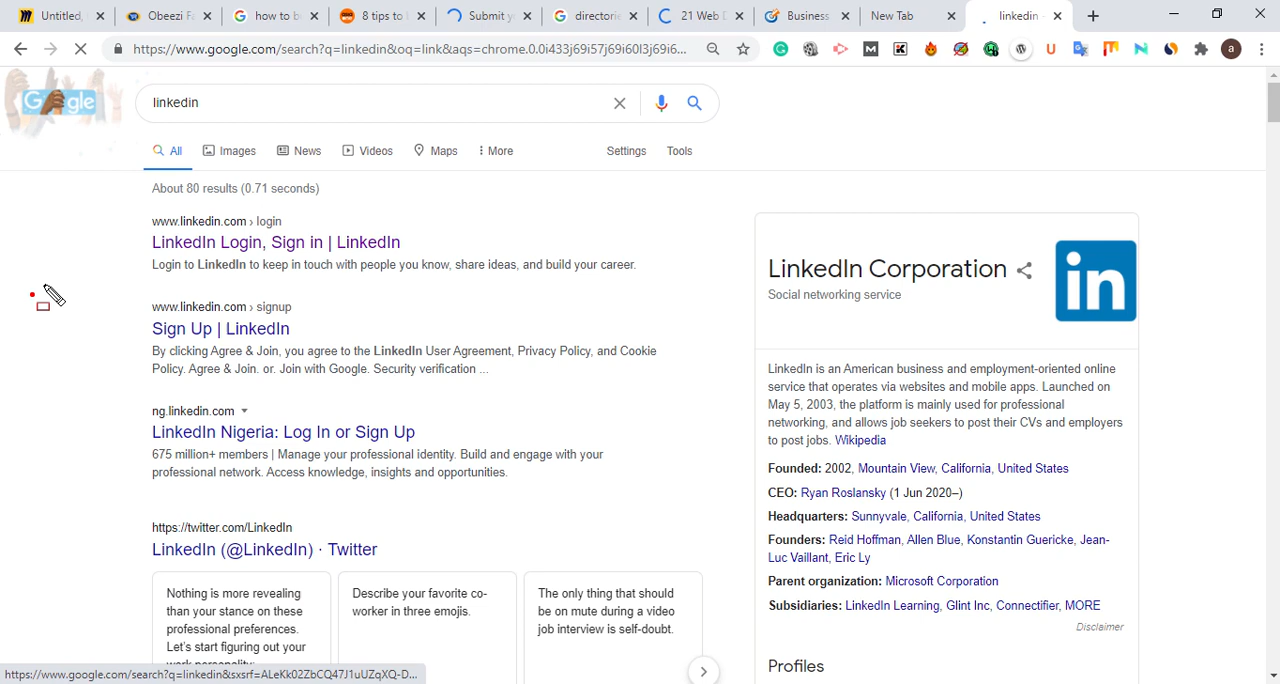 Untitled,
Obeezi Fa
how to be
8 tips to i
Submit yo
directorie
21 Web D
Business
New Tab
linkedin -
https://www.google.com/search?q=linkedin&oq=link&aqs=chrome.0.0i433j69i57j69i60l3j69i6...
Google
linkedin
All
Images
News
Videos
Maps
More
Settings
Tools
About 80 results (0.71 seconds)
www.linkedin.com › login
LinkedIn Login, Sign in | LinkedIn
Login to LinkedIn to keep in touch with people you know, share ideas, and build your career.
www.linkedin.com › signup
Sign Up | LinkedIn
By clicking Agree & Join, you agree to the LinkedIn User Agreement, Privacy Policy, and Cookie
Policy. Agree & Join. or. Join with Google. Security verification ...
ng.linkedin.com
LinkedIn Nigeria: Log In or Sign Up
675 million+ members | Manage your professional identity. Build and engage with your
professional network. Access knowledge, insights and opportunities.
https://twitter.com/LinkedIn
LinkedIn (@LinkedIn) · Twitter
Nothing is more revealing
than your stance on these
professional preferences.
Let's start figuring out your
work personality:
Describe your favorite co-
worker in three emojis.
The only thing that should
be on mute during a video
job interview is self-doubt.
LinkedIn Corporation
Social networking service
in
LinkedIn is an American business and employment-oriented online
service that operates via websites and mobile apps. Launched on
May 5, 2003, the platform is mainly used for professional
networking, and allows job seekers to post their CVs and employers
to post jobs. Wikipedia
Founded: 2002, Mountain View, California, United States
CEO: Ryan Roslansky (1 Jun 2020–)
Headquarters: Sunnyvale, California, United States
Founders: Reid Hoffman, Allen Blue, Konstantin Guericke, Jean-
Luc Vaillant, Eric Ly
Parent organization: Microsoft Corporation
Subsidiaries: LinkedIn Learning, Glint Inc, Connectifier, MORE
Disclaimer
Profiles
https://www.google.com/search?q=linkedin&sxsrf=ALeKk02ZbCQ47J1uUZqXQ-D...